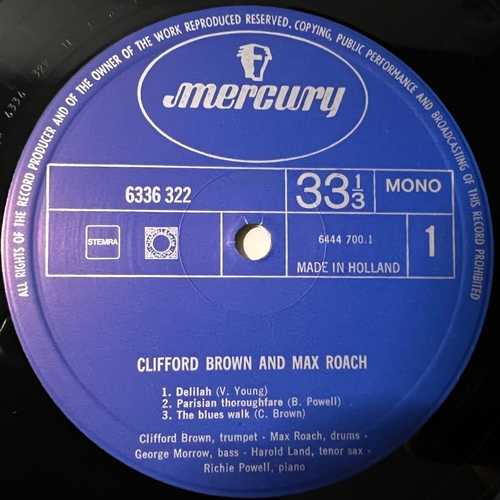 ALL RIGHTS OF THE RECORD PRODUCER AND OF THE OWNER OF THE WORK REPRODUCED RESERVED. COPYING, PUBLIC PERFORMANCE AND BROADCASTING OF THIS RECORD PROHIBITED
mercury
6336 322
33 1/3
MONO
STEMRA
6444 700.1
MADE IN HOLLAND
1
CLIFFORD BROWN AND MAX ROACH
1. Delilah (V. Young)
2. Parisian thoroughfare (B. Powell)
3. The blues walk (C. Brown)
Clifford Brown, trumpet - Max Roach, drums -
George Morrow, bass - Harold Land, tenor sax -
Richie Powell, piano